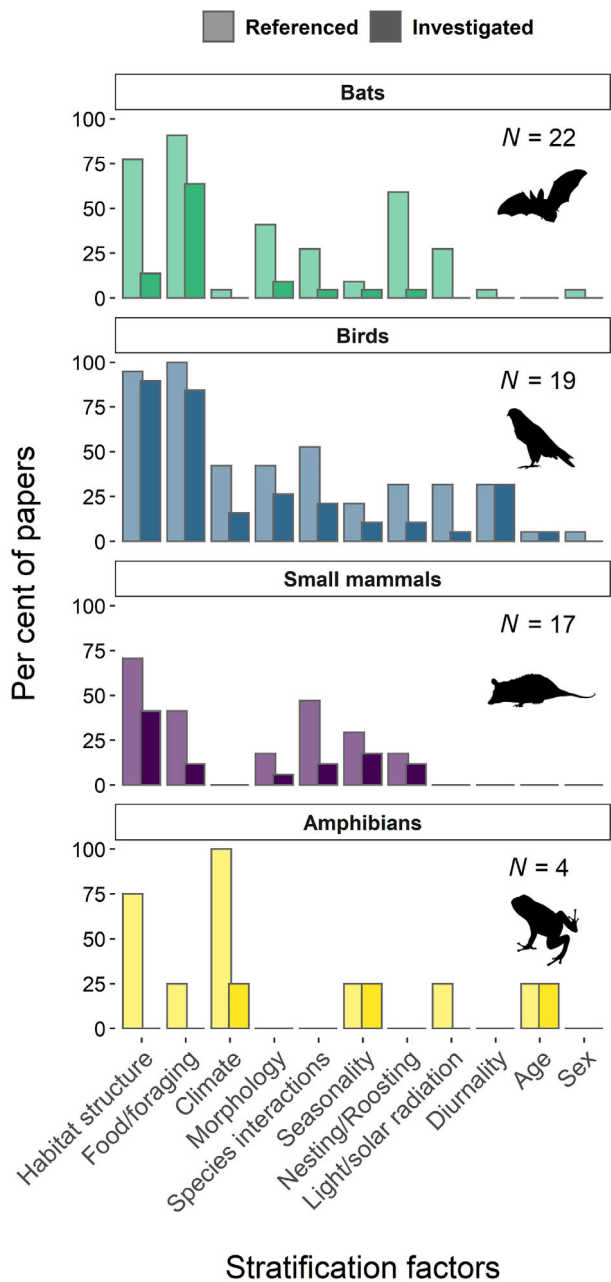 Referenced Investigated
Bats
100
75
50
25
0
N = 22
Birds
100
75
50
25
0
N = 19
Small mammals
100
75
50
25
0
N = 17
Amphibians
100
75
50
25
0
N = 4
Per cent of papers
Habitat structure
Food/foraging
Climate
Morphology
Species interactions
Seasonality
Nesting/Roosting
Light/solar radiation
Diurnality
Age
Sex
Stratification factors